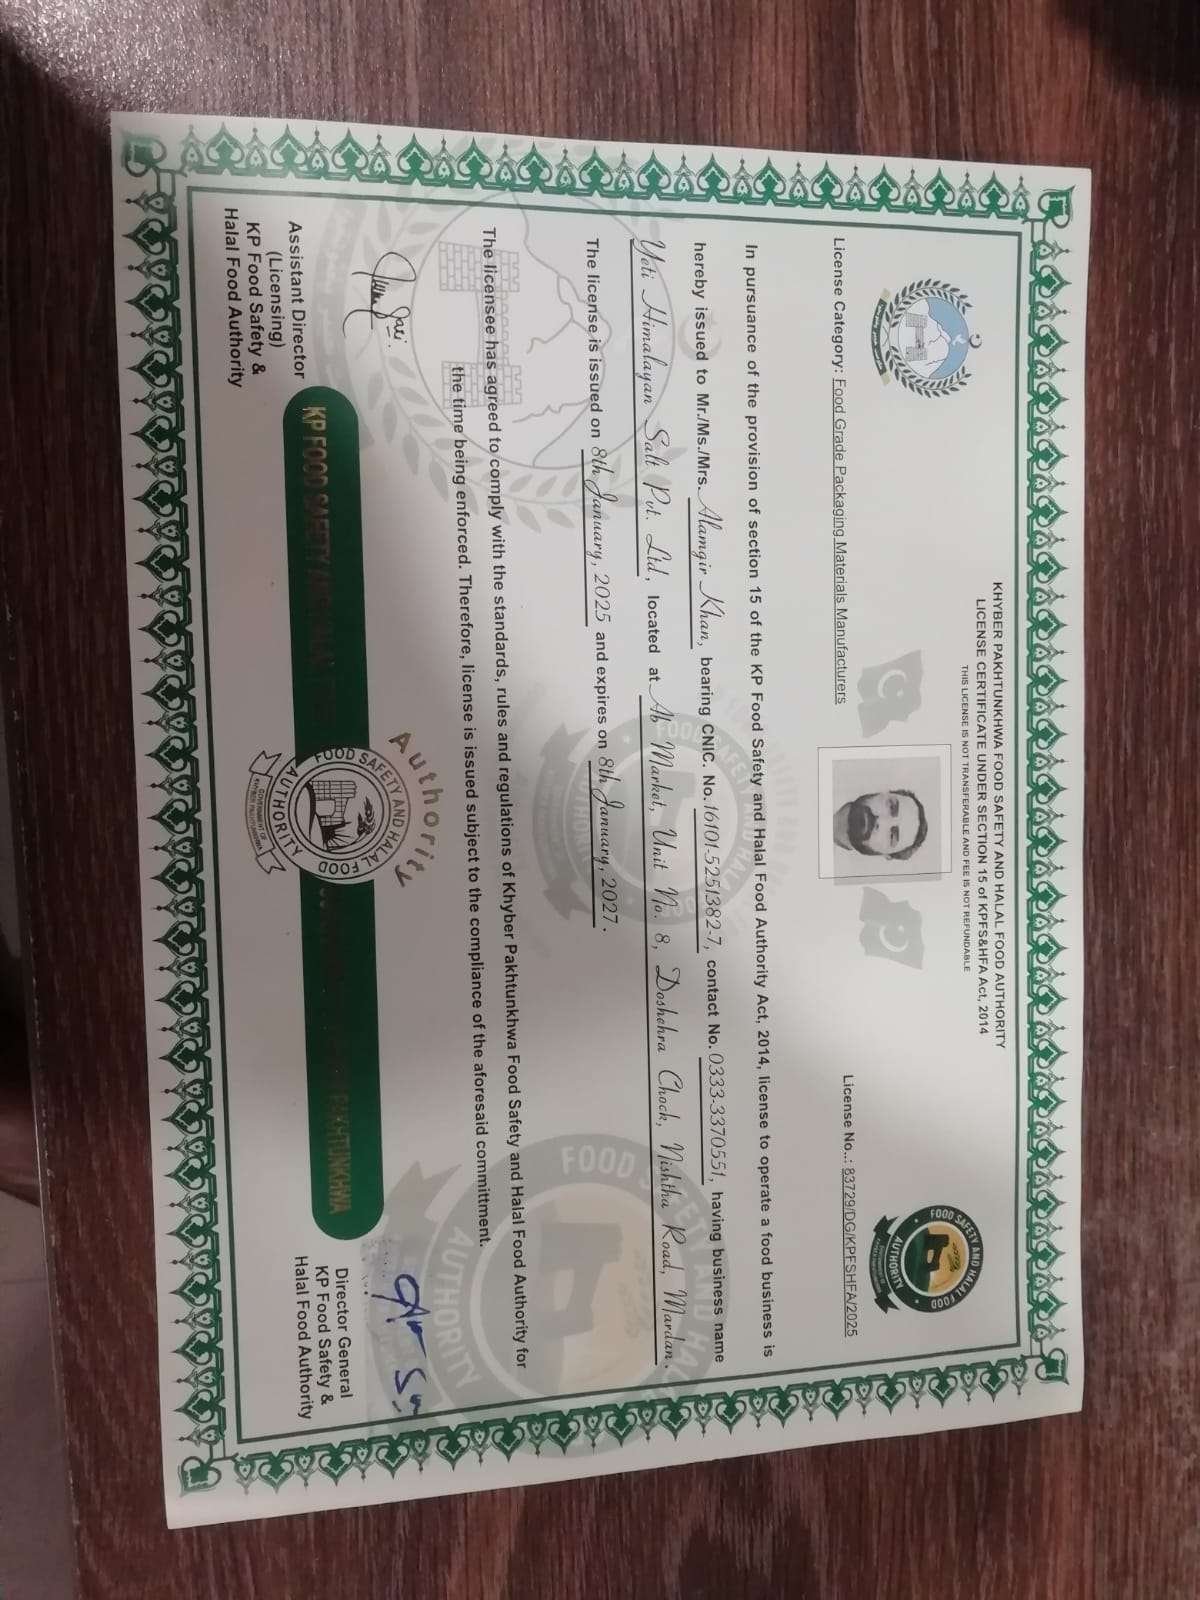 KHYBER PAKHTUNKHWA FOOD SAFETY AND HALAL FOOD AUTHORITY
LICENSE CERTIFICATE UNDER SECTION 15 of KPFS&HFA Act, 2014
THIS LICENSE IS NOT TRANSFERABLE AND FEE IS NOT REFUNDABLE
FOOD SAFETY AND HALAL FOOD
AUTHORITY
License Category: Food Grade Packaging Materials Manufacturers
License No..: 83729/DG/KPFSHFA/2025
In pursuance of the provision of section 15 of the KP Food Safety and Halal Food Authority Act, 2014, license to operate a food business is
hereby issued to Mr./Ms./Mrs. Alamgir Khan, bearing CNIC. No. 16101-5251382-7, contact No. 0333-3370551, having business name
Yeti Himalayan Salt Pvt. Ltd, located at Ab Market, Unit No. 8, Doshehra Chock, Nishtha Road, Mardan.
The license is issued on 8th January, 2025 and expires on 8th January, 2027.
The licensee has agreed to comply with the standards, rules and regulations of Khyber Pakhtunkhwa Food Safety and Halal Food Authority for
the time being enforced. Therefore, license is issued subject to the compliance of the aforesaid committment.
Authority
FOOD SAFETY AND HALAL FOOD
AUTHORITY
GOVERNMENT OF
KHYBER PAKHTUNKHWA
KP FOOD SAFETY
PAKHTUNKHWA
Assistant Director
(Licensing)
KP Food Safety &
Halal Food Authority
Director General
KP Food Safety &
Halal Food Authority